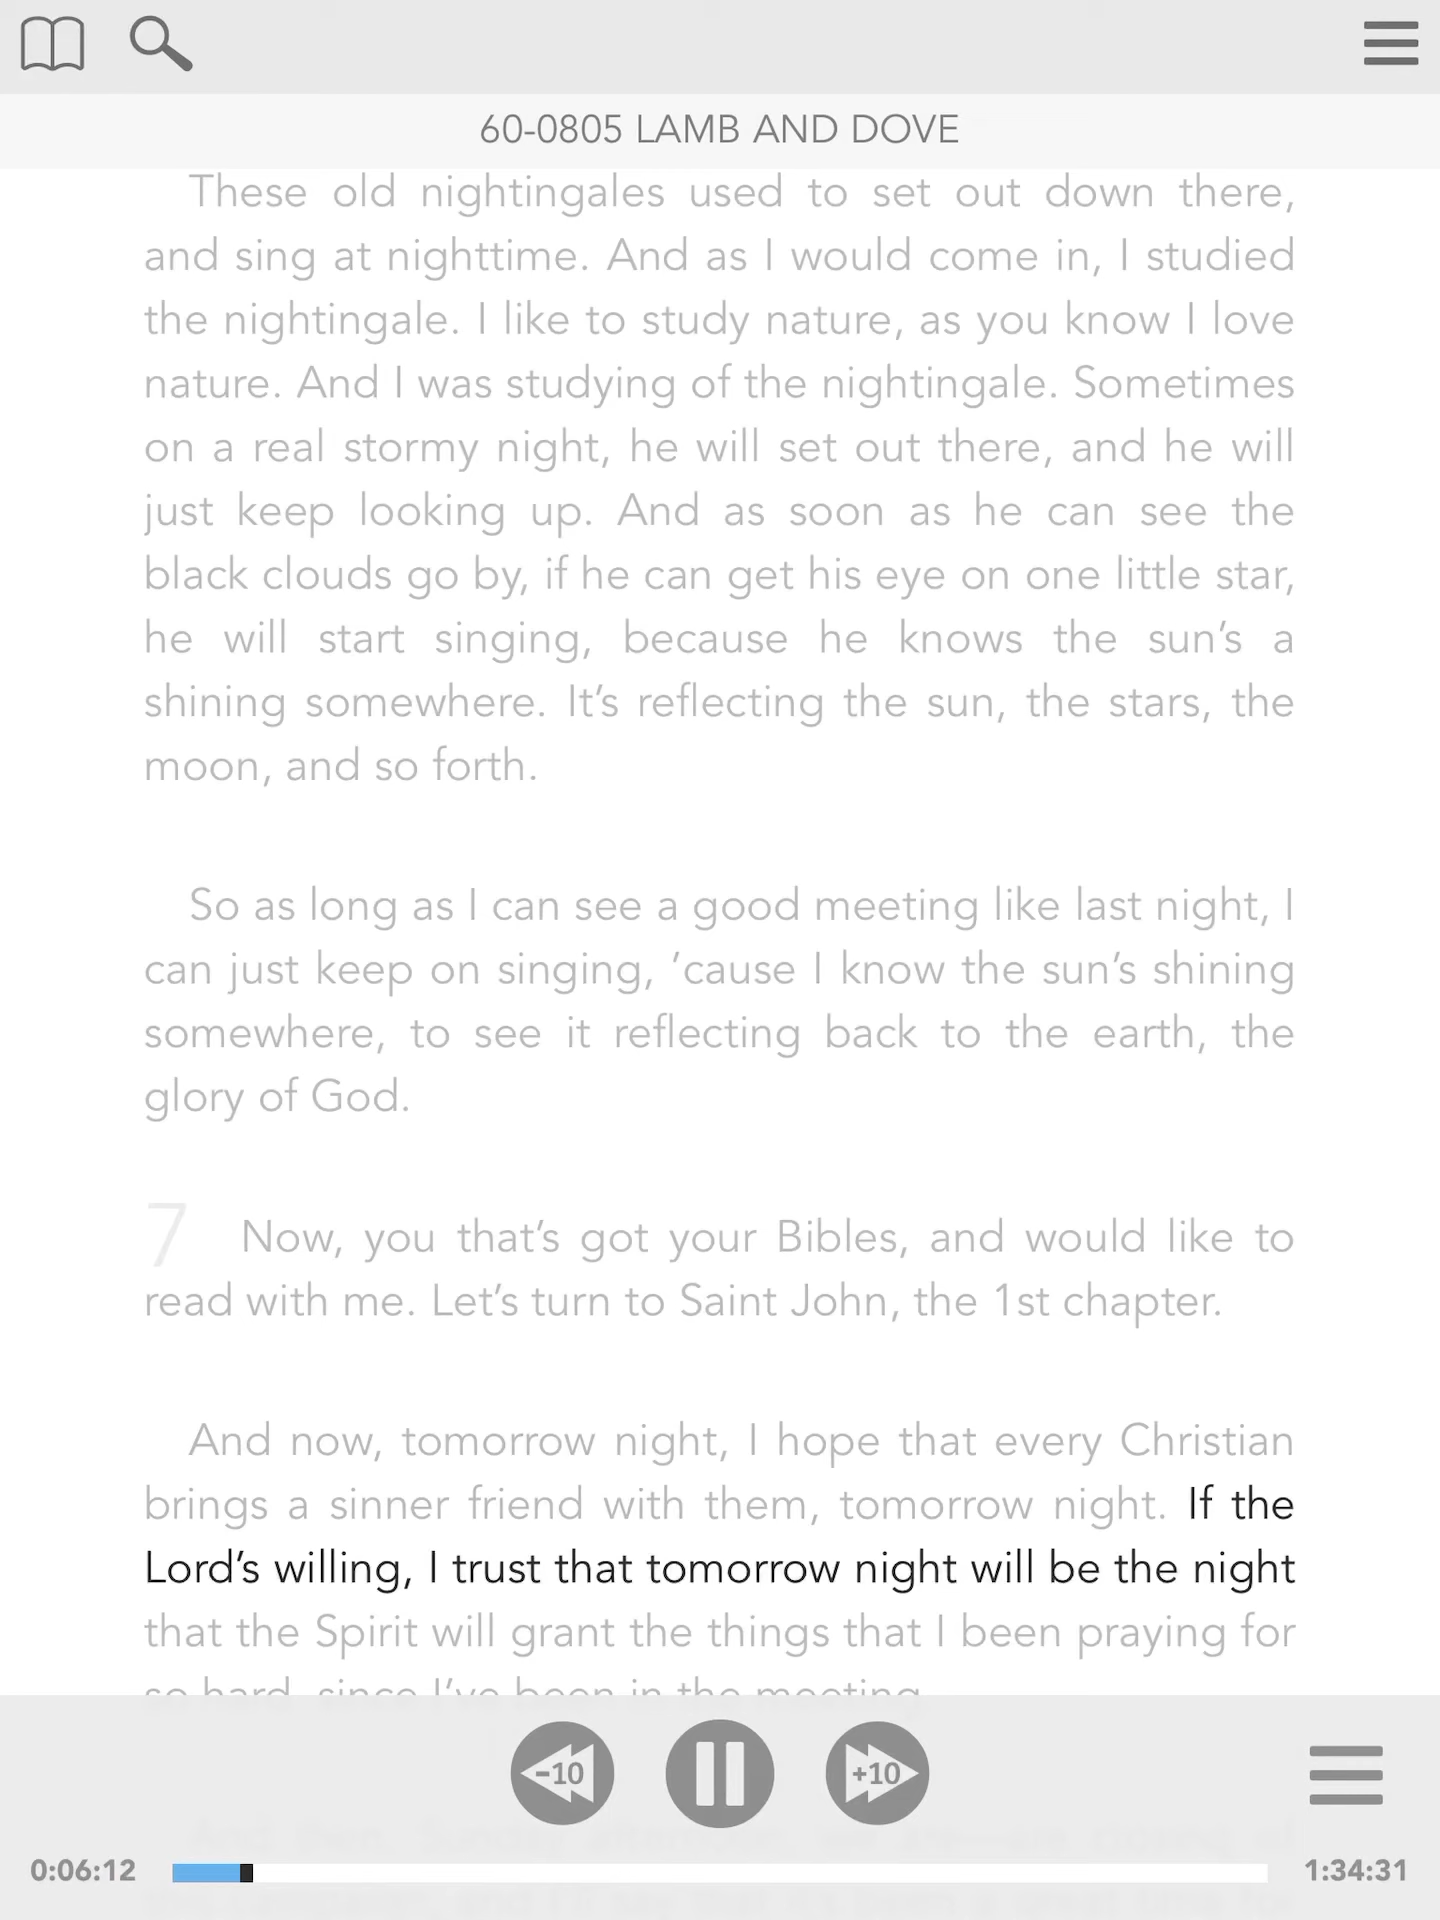 60-0805 LAMB AND DOVE
These old nightingales used to set out down there,
and sing at nighttime. And as I would come in, I studied
the nightingale. I like to study nature, as you know I love
nature. And I was studying of the nightingale. Sometimes
on a real stormy night, he will set out there, and he will
just keep looking up. And as soon as he can see the
black clouds go by, if he can get his eye on one little star,
he will start singing, because he knows the sun’s a
shining somewhere. It’s reflecting the sun, the stars, the
moon, and so forth.
So as long as I can see a good meeting like last night, I
can just keep on singing, ’cause I know the sun’s shining
somewhere, to see it reflecting back to the earth, the
glory of God.
7 Now, you that’s got your Bibles, and would like to
read with me. Let’s turn to Saint John, the 1st chapter.
And now, tomorrow night, I hope that every Christian
brings a sinner friend with them, tomorrow night. If the
Lord’s willing, I trust that tomorrow night will be the night
that the Spirit will grant the things that I been praying for
so hard, since I’ve been in the meeting.
-10 +10
0:06:12 1:34:31